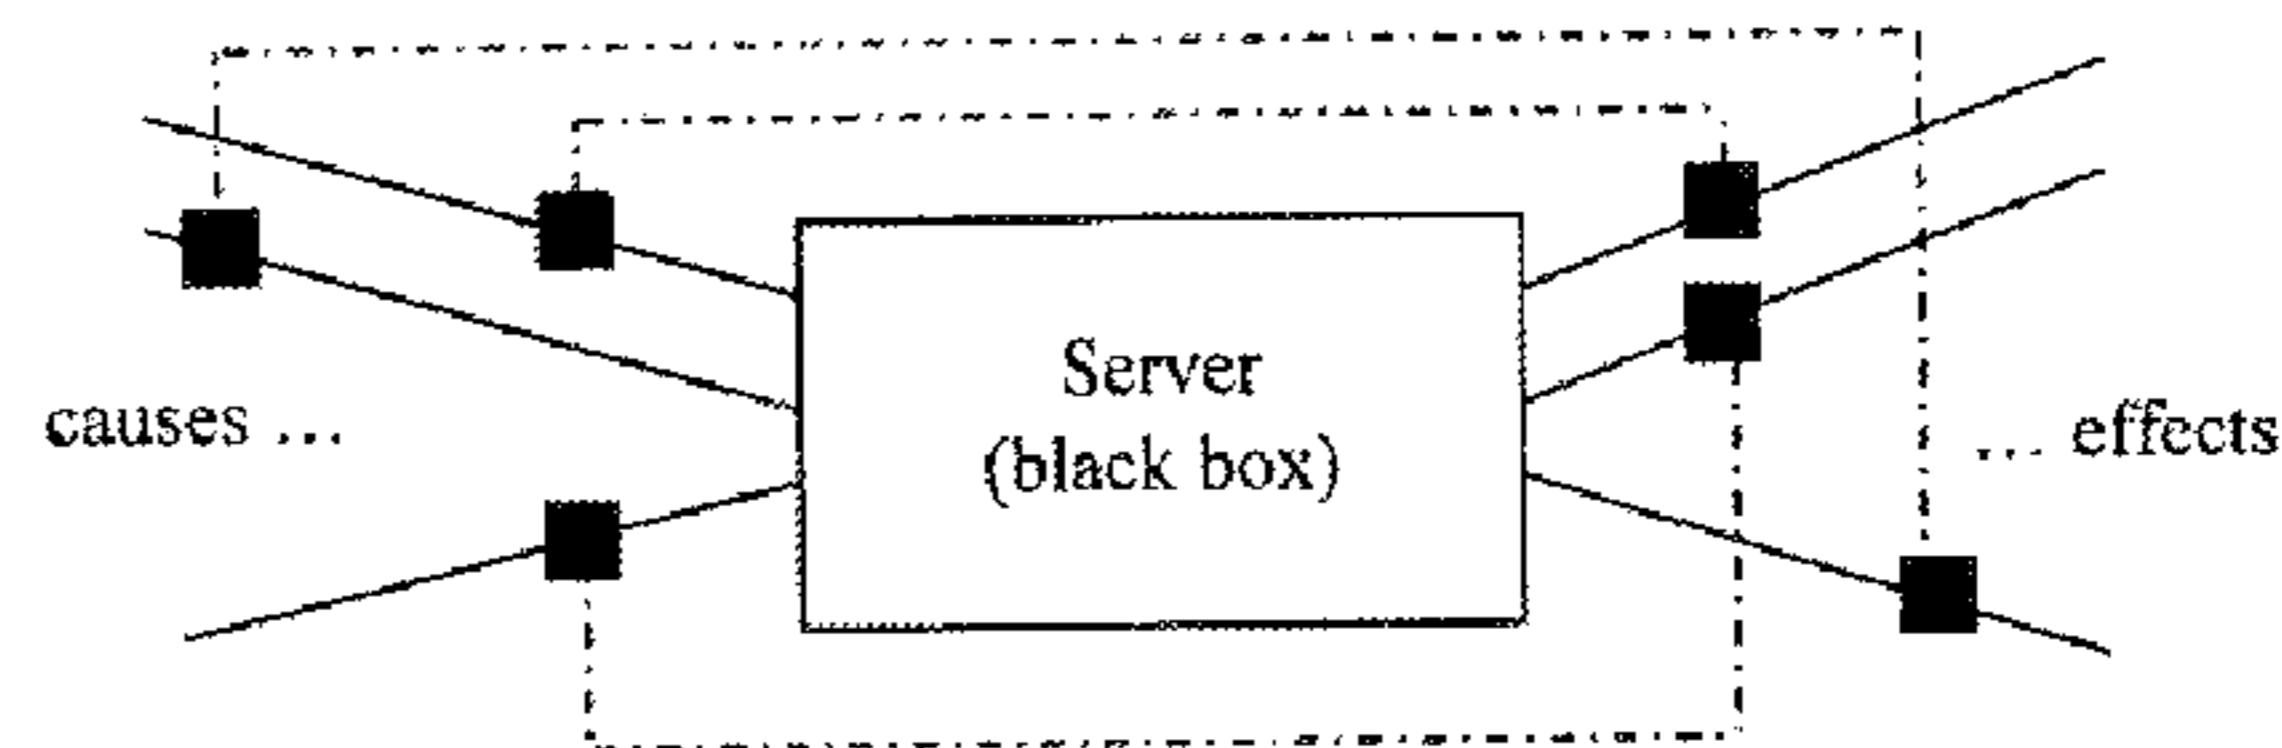 Server
(black box)
causes ...
... effects